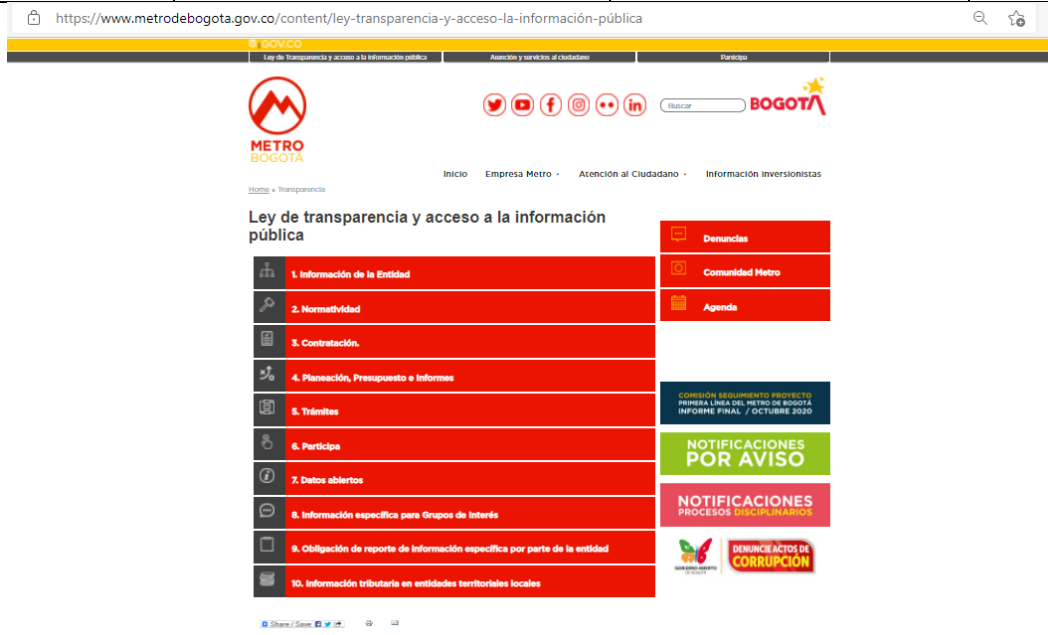 https://www.metrodebogota.gov.co/content/ley-transparencia-y-acceso-la-información-pública
GOV.CO
Ley de Transparencia y acceso a la información pública
Atención y servicios al ciudadano
Participa
Buscar
BOGOTÁ
METRO
BOGOTÁ
Inicio
Empresa Metro
Atención al Ciudadano
Información Inversionistas
Home » Transparencia
Ley de transparencia y acceso a la información
pública
1. Información de la Entidad
2. Normatividad
3. Contratación.
4. Planeación, Presupuesto e Informes
5. Trámites
6. Participa
7. Datos abiertos
8. Información específica para Grupos de Interés
9. Obligación de reporte de información específica por parte de la entidad
10. Información tributaria en entidades territoriales locales
Share / Save
Denuncias
Comunidad Metro
Agenda
COMISIÓN SEGUIMIENTO PROYECTO
PRIMERA LÍNEA DEL METRO DE BOGOTÁ
INFORME FINAL / OCTUBRE 2020
NOTIFICACIONES
POR AVISO
NOTIFICACIONES
PROCESOS DISCIPLINARIOS
GOBIERNO ABIERTO
DE BOGOTÁ
DENUNCIE ACTOS DE
CORRUPCIÓN